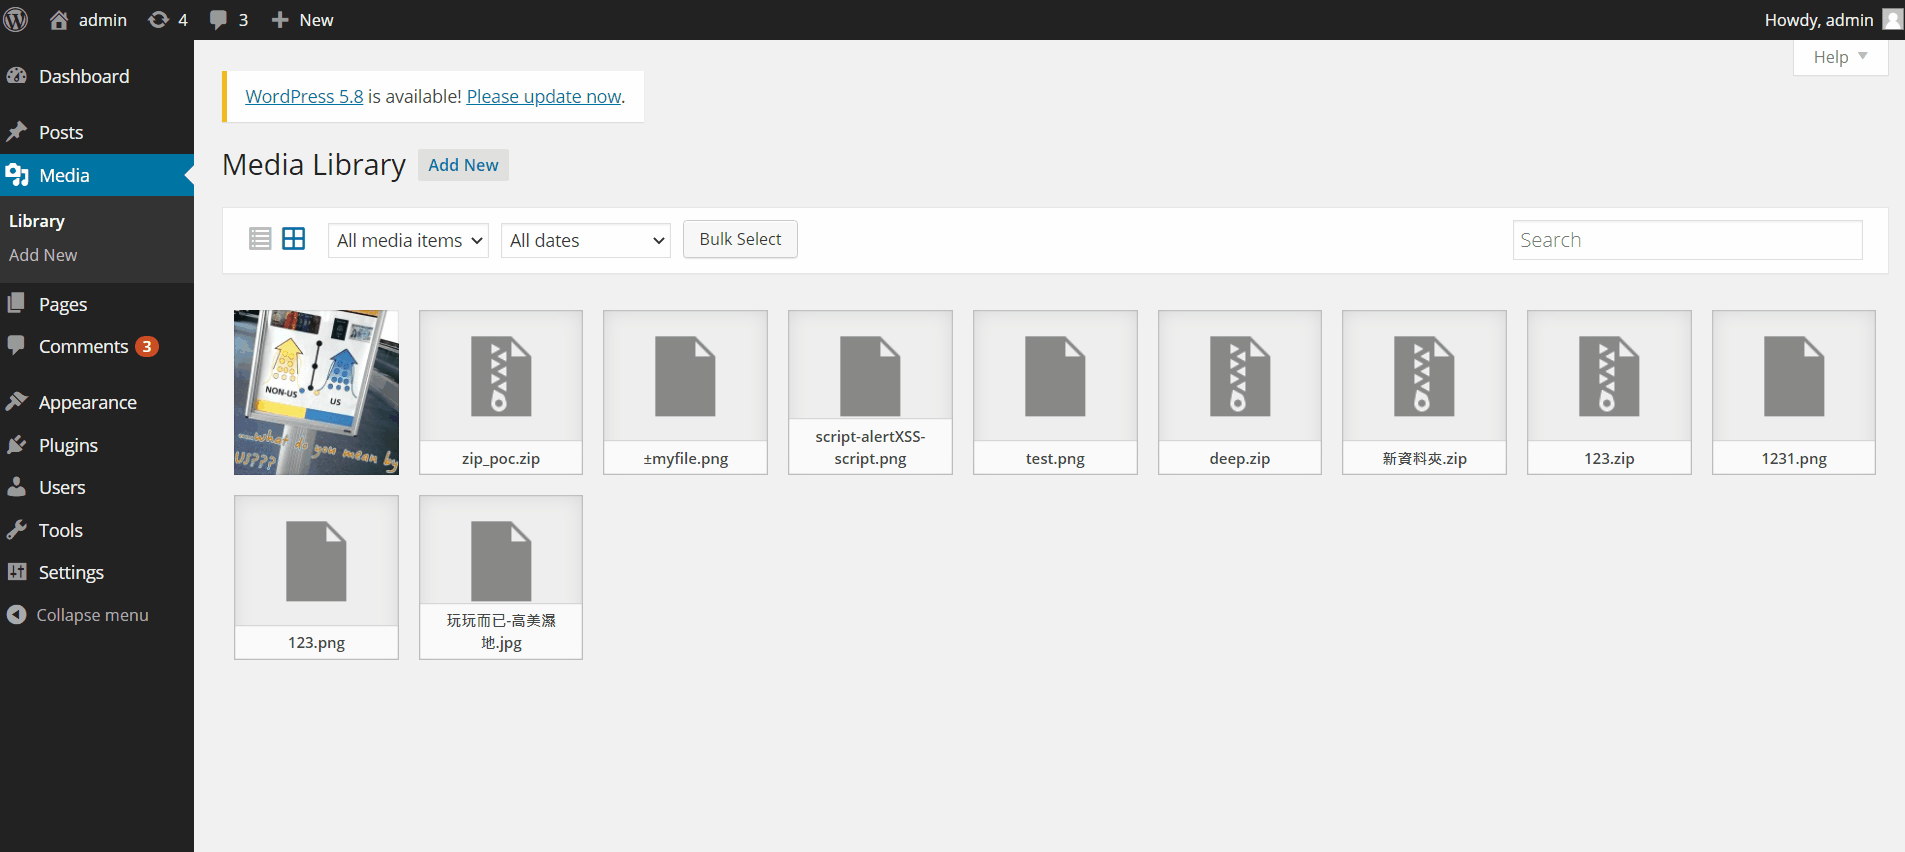 admin 4 3 New Howdy, admin
Help
Dashboard
Posts
Media
Library
Add New
Pages
Comments 3
Appearance
Plugins
Users
Tools
Settings
Collapse menu
WordPress 5.8 is available! Please update now.
Media Library Add New
All media items All dates Bulk Select Search
NON-US
US
....what do you mean by
US???
zip_poc.zip
±myfile.png
script-alertXSS-
script.png
test.png
deep.zip
新資料夾.zip
123.zip
1231.png
123.png
玩玩而已-高美濕
地.jpg